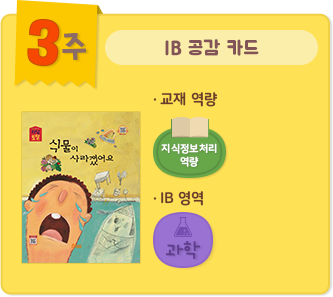 3주
IB 공감 카드
· 교재 역량
식물이
사라졌어요
지식정보처리
역량
· IB 영역
과학